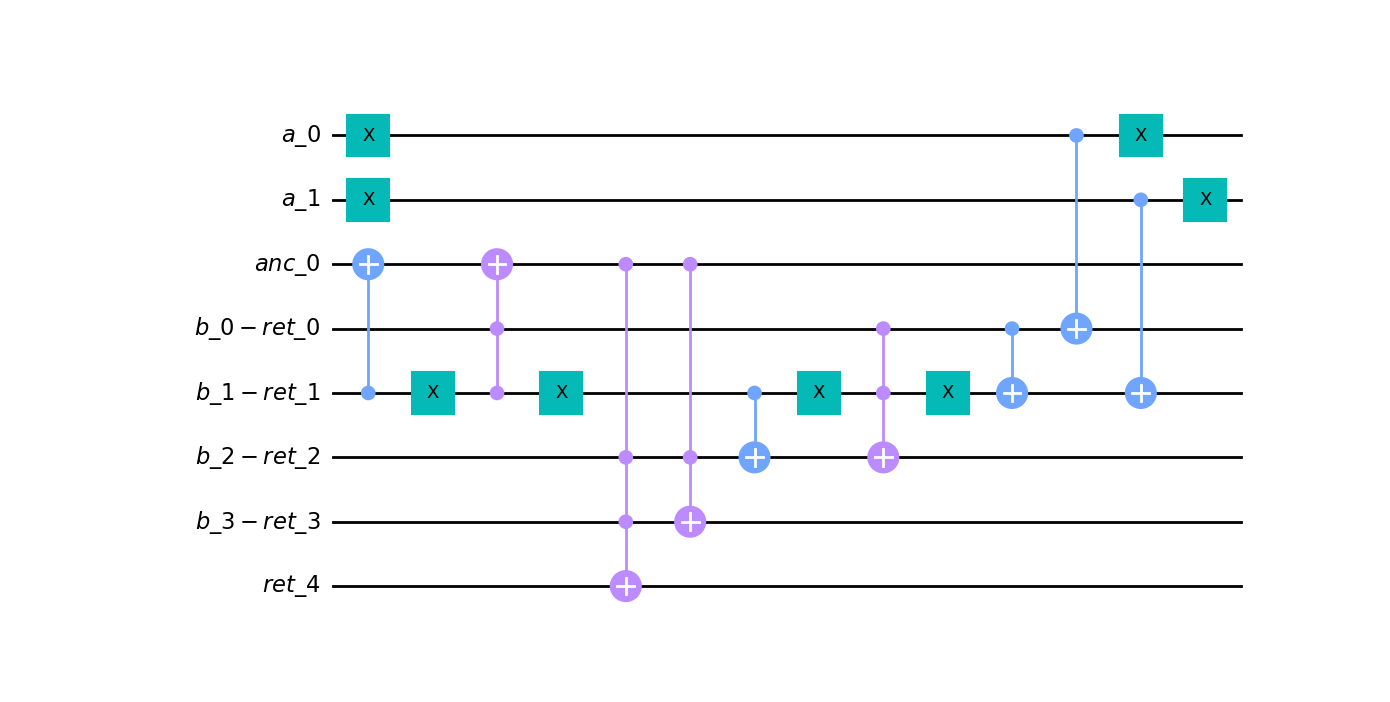 a_0 X X
a_1 X X
anc_0
b_0 − ret_0
b_1 − ret_1 X X X X
b_2 − ret_2
b_3 − ret_3
ret_4